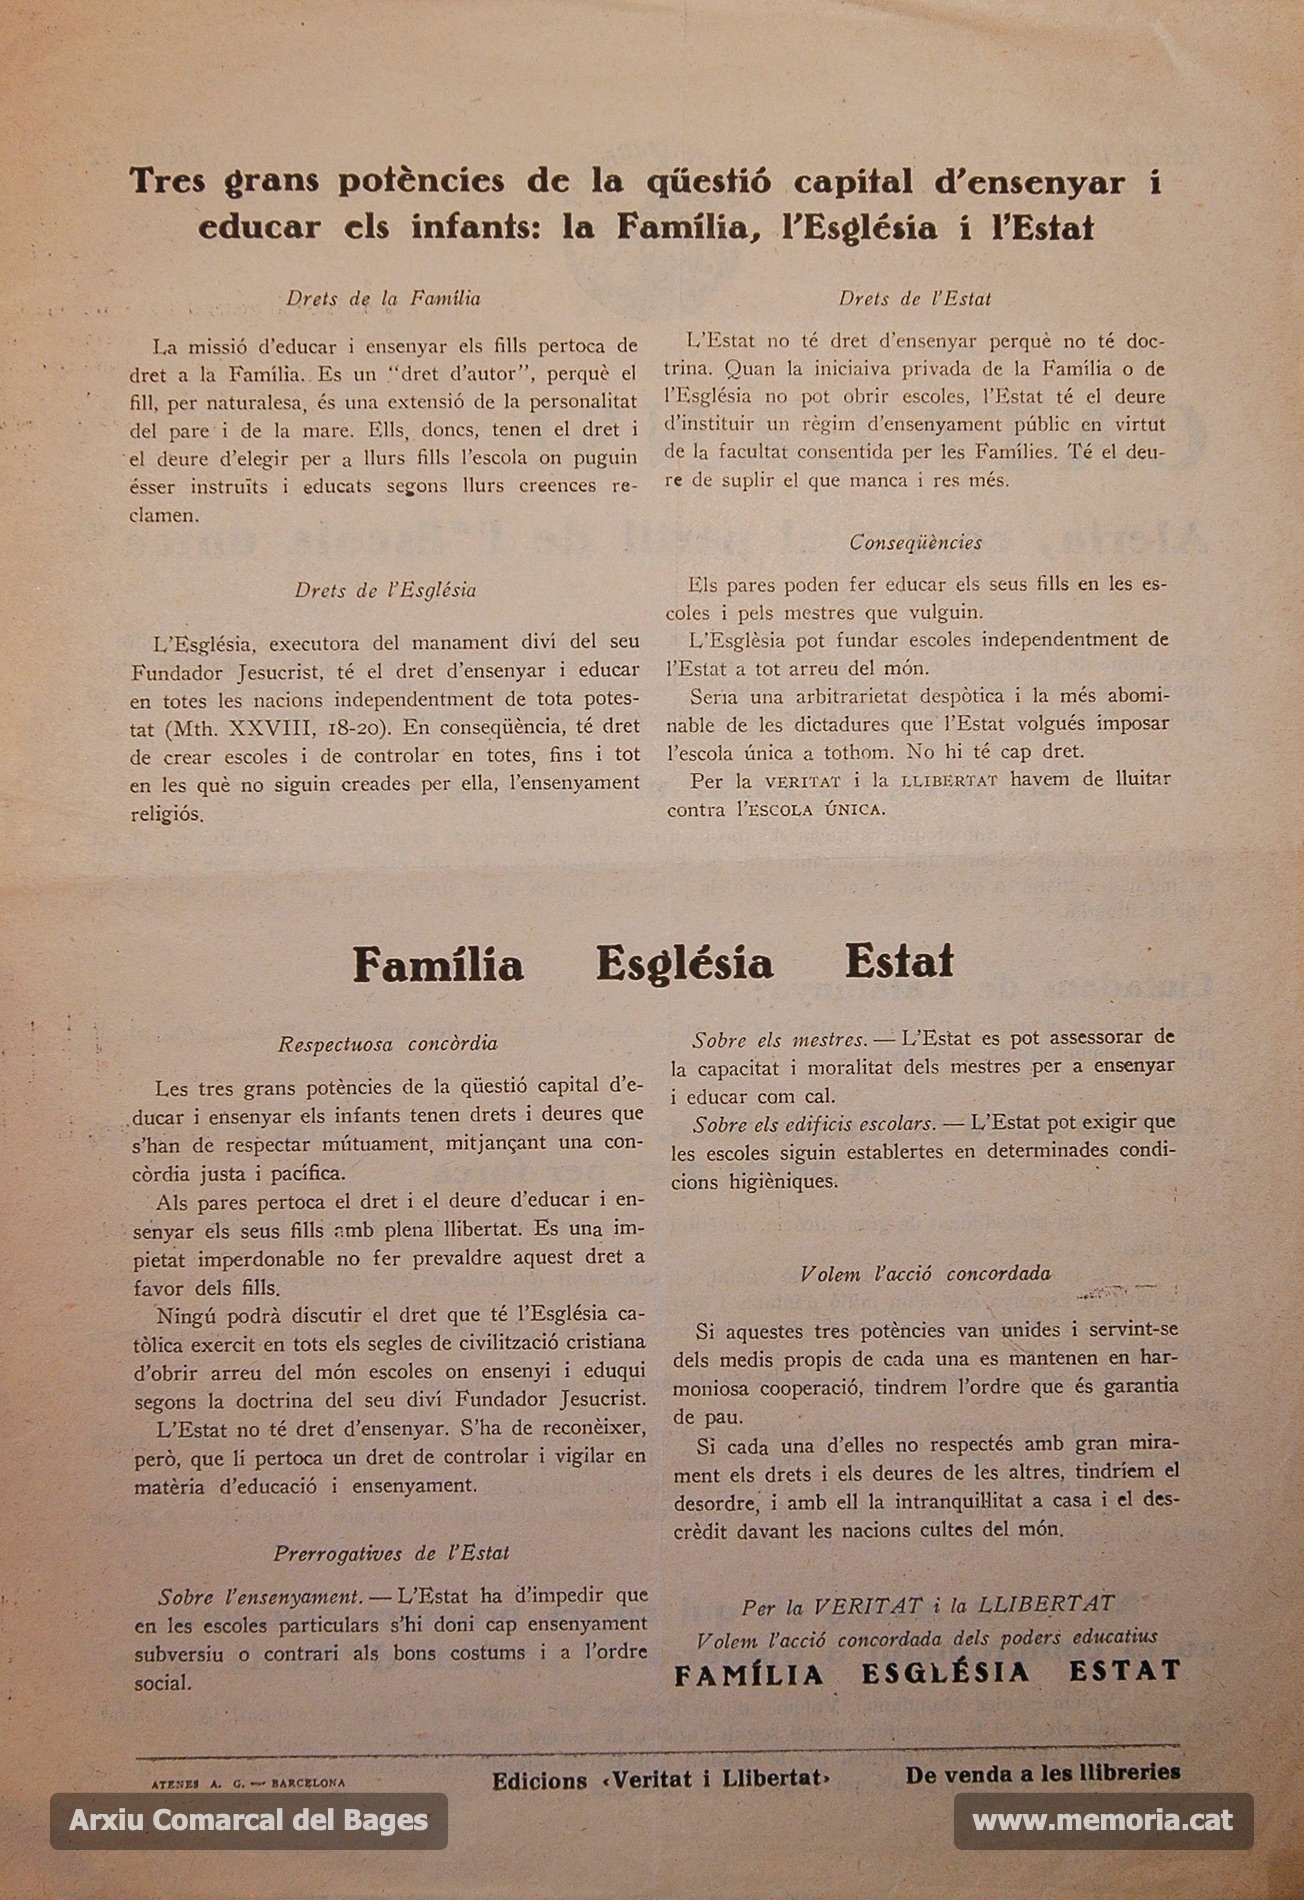 Tres grans potències de la qüestió capital d'ensenyar i
educar els infants: la Família, l'Església i l'Estat
Drets de la Família
La missió d'educar i ensenyar els fills pertoca de
dret a la Família. Es un "dret d'autor", perquè el
fill, per naturalesa, és una extensió de la personalitat
del pare i de la mare. Ells, doncs, tenen el dret i
el deure d'elegir per a llurs fills l'escola on puguin
ésser instruïts i educats segons llurs creences re-
clamen.
Drets de l'Església
L'Església, executora del manament diví del seu
Fundador Jesucrist, té el dret d'ensenyar i educar
en totes les nacions independentment de tota potes-
tat (Mth. XXVIII, 18-20). En conseqüència, té dret
de crear escoles i de controlar en totes, fins i tot
en les què no siguin creades per ella, l'ensenyament
religiós.
Drets de l'Estat
L'Estat no té dret d'ensenyar perquè no té doc-
trina. Quan la iniciaiva privada de la Família o de
l'Església no pot obrir escoles, l'Estat té el deure
d'instituir un règim d'ensenyament públic en virtut
de la facultat consentida per les Famílies. Té el deu-
re de suplir el que manca i res més.
Conseqüències
Els pares poden fer educar els seus fills en les es-
coles i pels mestres que vulguin.
L'Esglèsia pot fundar escoles independentment de
l'Estat a tot arreu del món.
Seria una arbitrarietat despòtica i la més abomi-
nable de les dictadures que l'Estat volgués imposar
l'escola única a tothom. No hi té cap dret.
Per la VERITAT i la LLIBERTAT havem de lluitar
contra l'ESCOLA ÚNICA.
Família Església Estat
Respectuosa concòrdia
Les tres grans potències de la qüestió capital d'e-
ducar i ensenyar els infants tenen drets i deures que
s'han de respectar mútuament, mitjançant una con-
còrdia justa i pacífica.
Als pares pertoca el dret i el deure d'educar i en-
senyar els seus fills amb plena llibertat. Es una im-
pietat imperdonable no fer prevaldre aquest dret a
favor dels fills.
Ningú podrà discutir el dret que té l'Església ca-
tòlica exercit en tots els segles de civilització cristiana
d'obrir arreu del món escoles on ensenyi i eduqui
segons la doctrina del seu diví Fundador Jesucrist.
L'Estat no té dret d'ensenyar. S'ha de reconèixer,
però, que li pertoca un dret de controlar i vigilar en
matèria d'educació i ensenyament.
Prerrogatives de l'Estat
Sobre l'ensenyament. — L'Estat ha d'impedir que
en les escoles particulars s'hi doni cap ensenyament
subversiu o contrari als bons costums i a l'ordre
social.
Sobre els mestres. — L'Estat es pot assessorar de
la capacitat i moralitat dels mestres per a ensenyar
i educar com cal.
Sobre els edificis escolars. — L'Estat pot exigir que
les escoles siguin establertes en determinades condi-
cions higièniques.
Volem l'acció concordada
Si aquestes tres potències van unides i servint-se
dels medis propis de cada una es mantenen en har-
moniosa cooperació, tindrem l'ordre que és garantia
de pau.
Si cada una d'elles no respectés amb gran mira-
ment els drets i els deures de les altres, tindríem el
desordre, i amb ell la intranquil·litat a casa i el des-
crèdit davant les nacions cultes del món.
Per la VERITAT i la LLIBERTAT
Volem l'acció concordada dels poders educatius
FAMÍLIA ESGLÉSIA ESTAT
ATENES A. G. — BARCELONA
Edicions «Veritat i Llibertat»
De venda a les llibreries
Arxiu Comarcal del Bages
www.memoria.cat